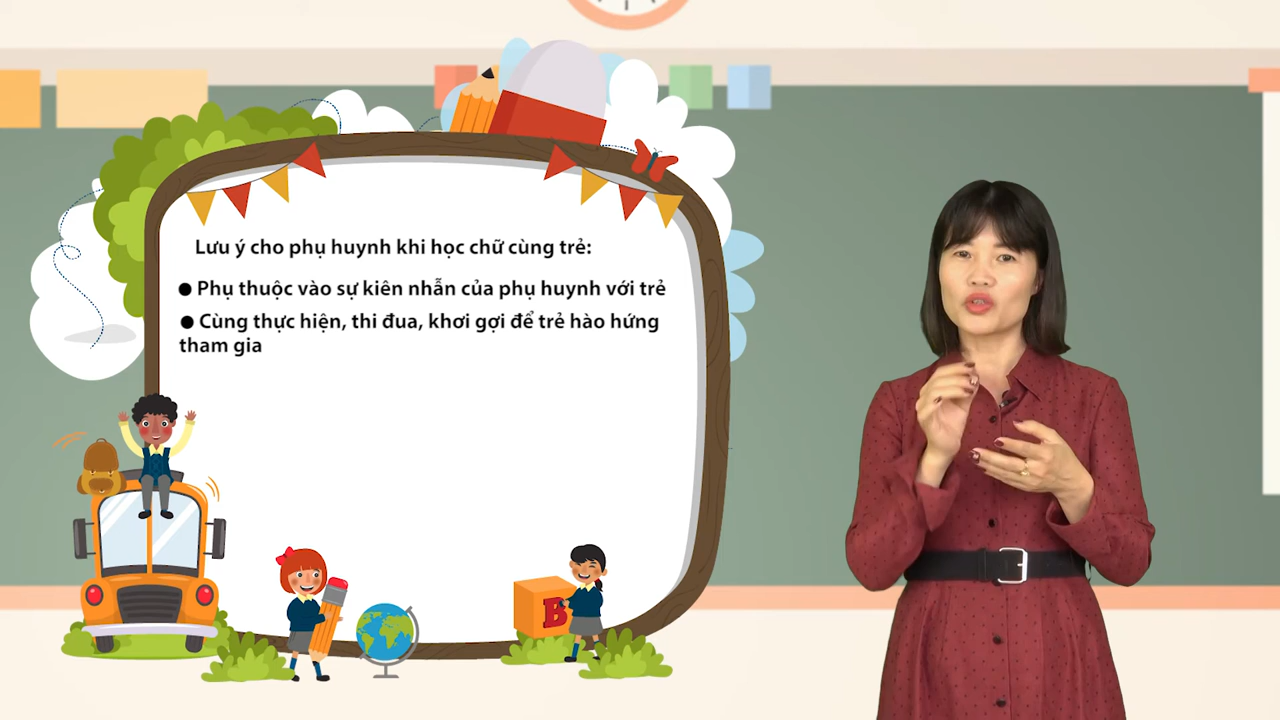 Lưu ý cho phụ huynh khi học chữ cùng trẻ:
● Phụ thuộc vào sự kiên nhẫn của phụ huynh với trẻ
● Cùng thực hiện, thi đua, khơi gợi để trẻ hào hứng
tham gia
B